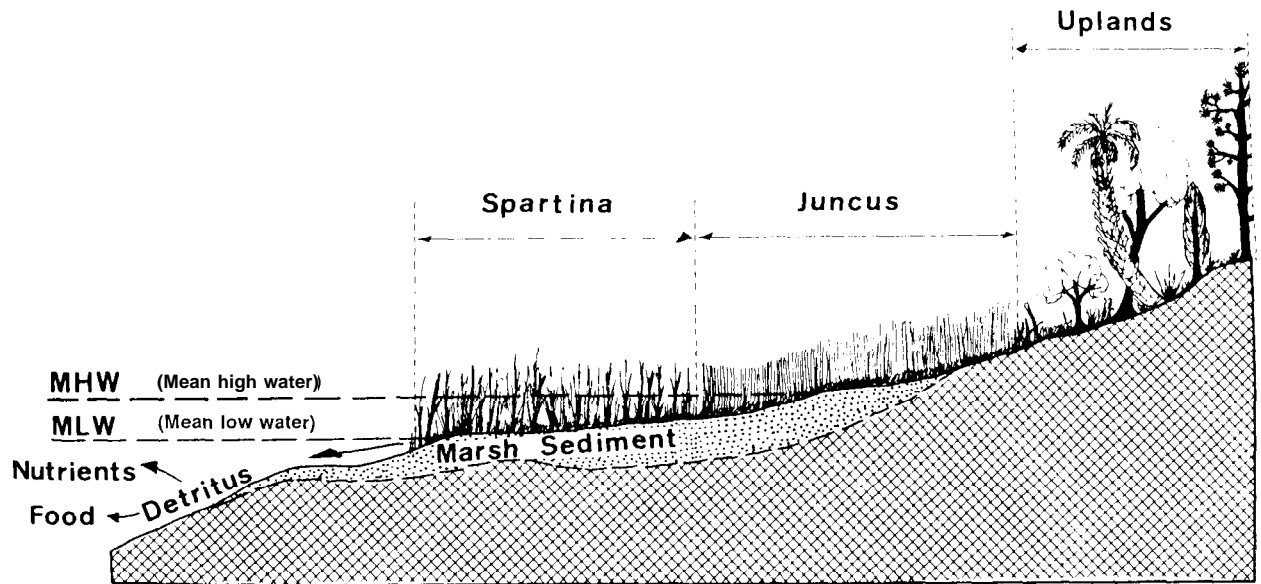 Uplands
Spartina
Juncus
MHW (Mean high water))
MLW (Mean low water)
Marsh Sediment
Nutrients
Detritus
Food